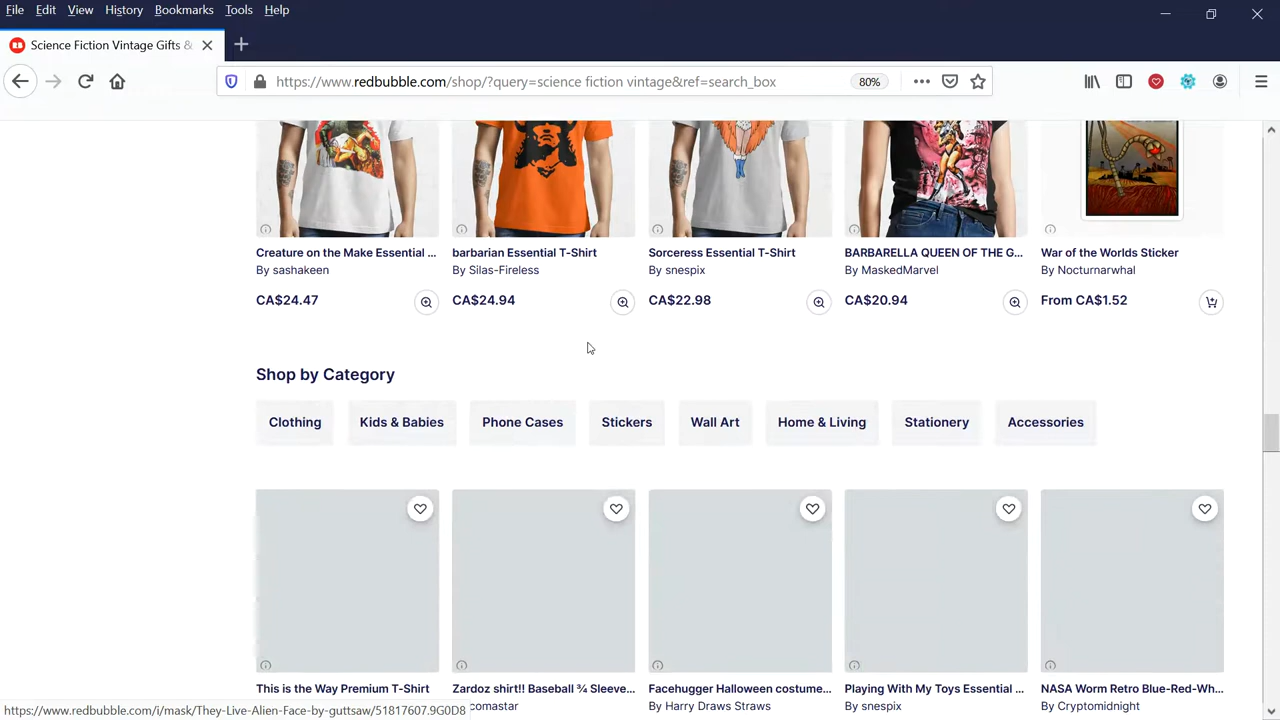 File Edit View History Bookmarks Tools Help
RB Science Fiction Vintage Gifts &
https://www.redbubble.com/shop/?query=science fiction vintage&ref=search_box 80%
Creature on the Make Essential ... barbarian Essential T-Shirt Sorceress Essential T-Shirt BARBARELLA QUEEN OF THE G... War of the Worlds Sticker
By sashakeen By Silas-Fireless By snespix By MaskedMarvel By Nocturnarwhal
CA$24.47 CA$24.94 CA$22.98 CA$20.94 From CA$1.52
Shop by Category
Clothing Kids & Babies Phone Cases Stickers Wall Art Home & Living Stationery Accessories
This is the Way Premium T-Shirt Zardoz shirt!! Baseball ¾ Sleeve... Facehugger Halloween costume... Playing With My Toys Essential ... NASA Worm Retro Blue-Red-Wh...
comastar By Harry Draws Straws By snespix By Cryptomidnight
https://www.redbubble.com/i/mask/They-Live-Alien-Face-by-guttsaw/51817607.9G0D8